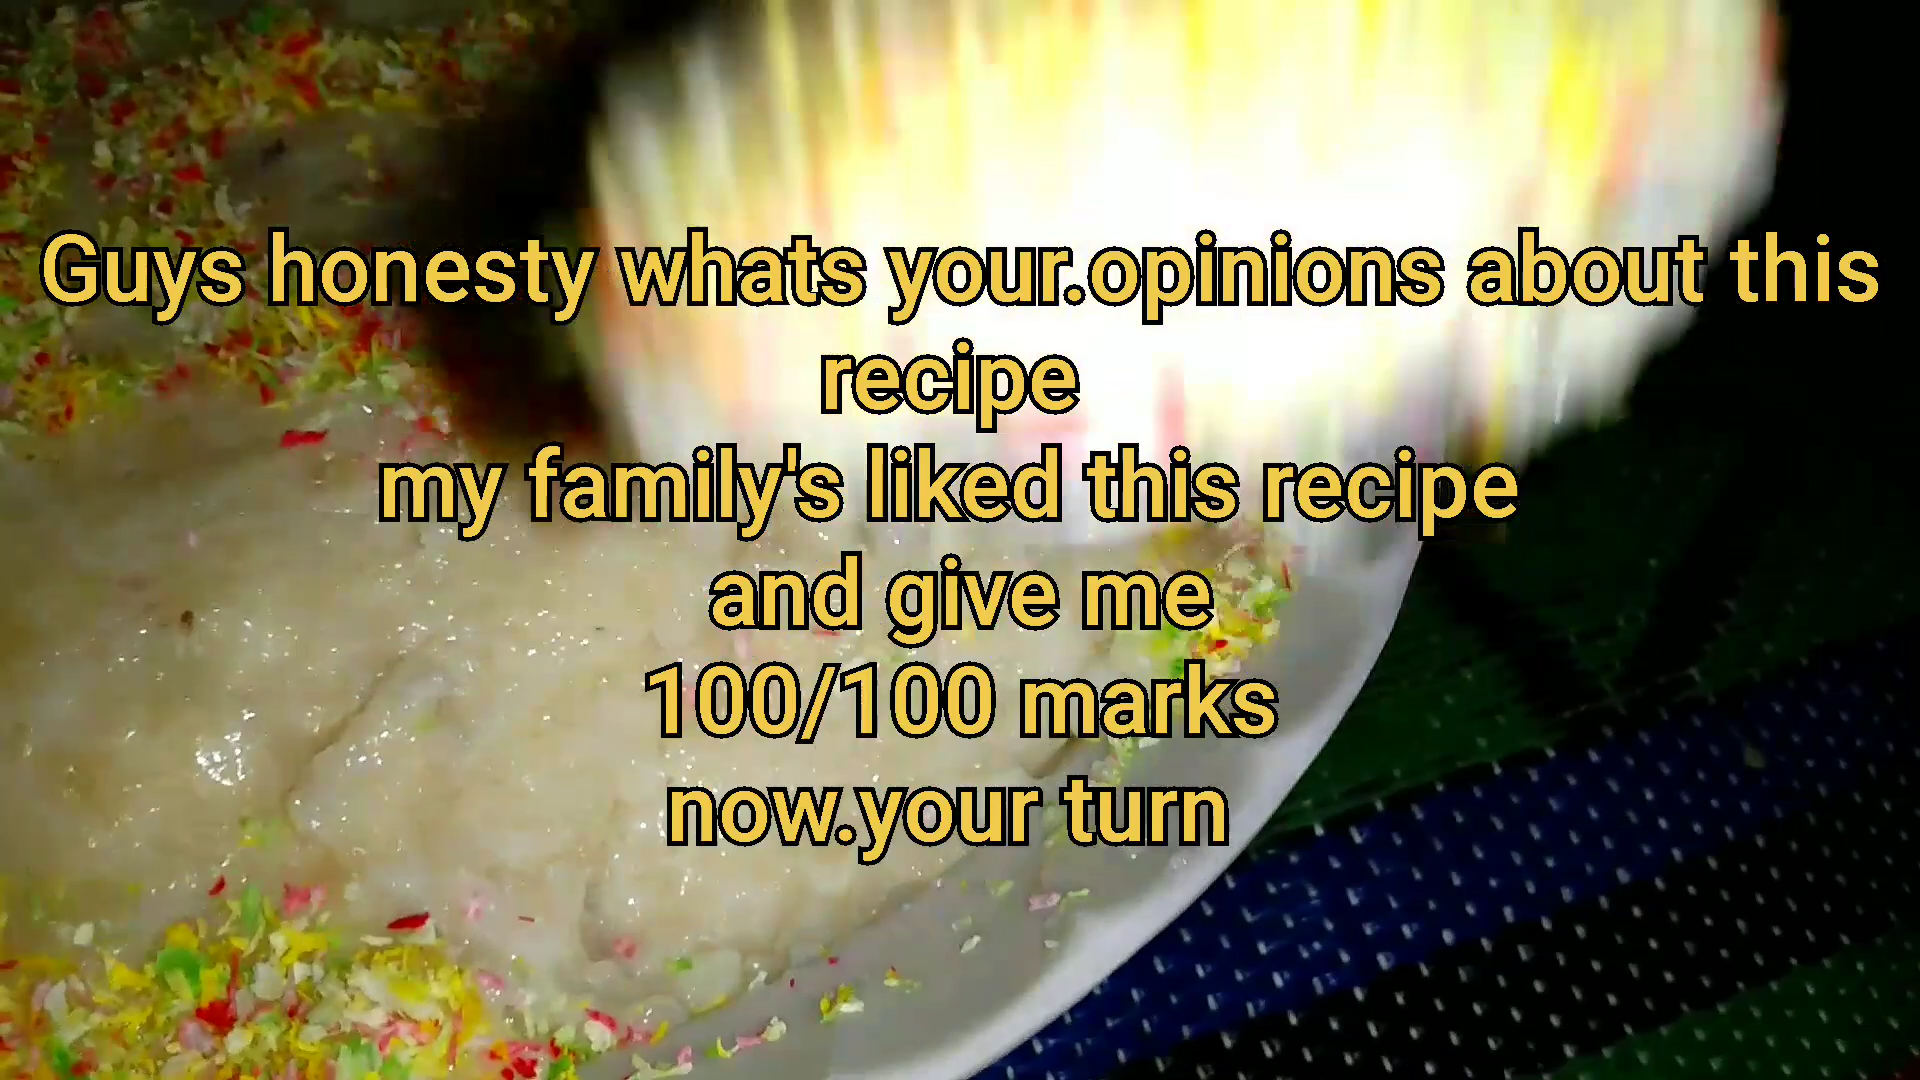 Guys honesty whats your.opinions about this
recipe
my family's liked this recipe
and give me
100/100 marks
now.your turn